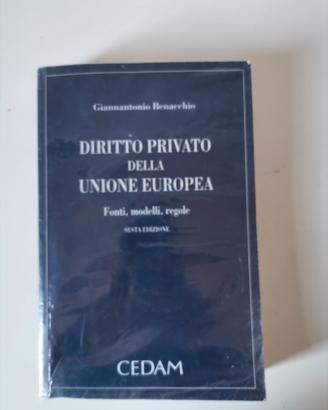 Giannantonio Benacchio
DIRITTO PRIVATO
DELLA
UNIONE EUROPEA
Fonti, modelli, regole
SESTA EDIZIONE
CEDAM